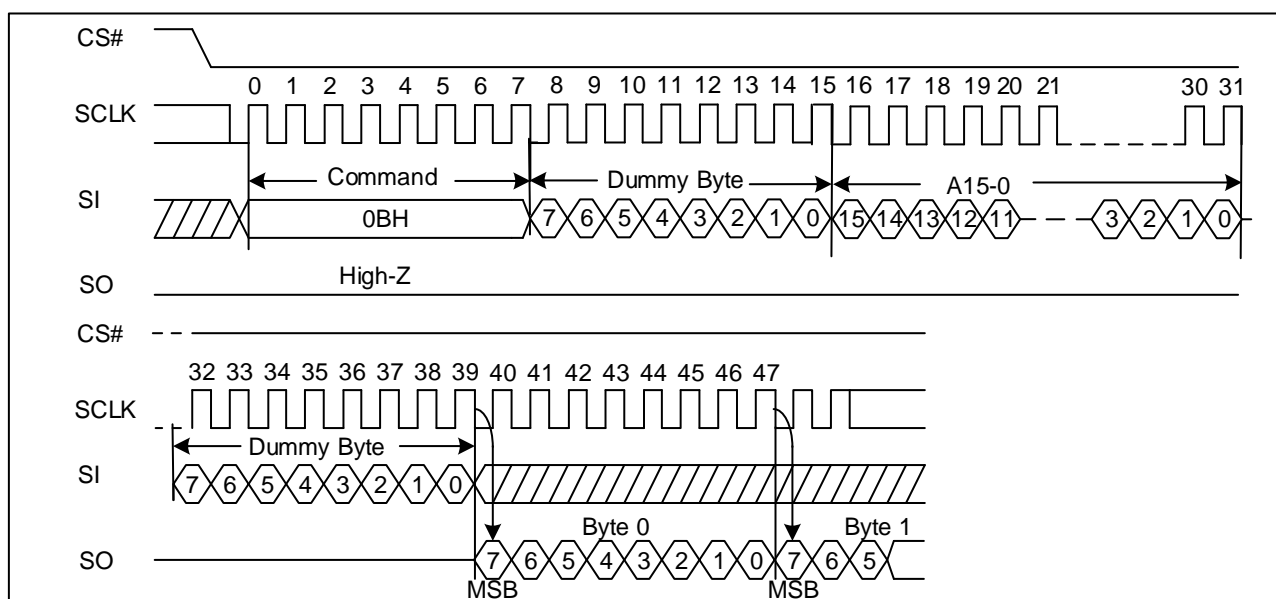 CS#
0 1 2 3 4 5 6 7 8 9 10 11 12 13 14 15 16 17 18 19 20 21 30 31
SCLK
Command Dummy Byte A15-0
SI
0BH 7 6 5 4 3 2 1 0 15 14 13 12 11 3 2 1 0
High-Z
SO
CS#
32 33 34 35 36 37 38 39 40 41 42 43 44 45 46 47
SCLK
Dummy Byte
SI
7 6 5 4 3 2 1 0
Byte 0 Byte 1
SO
7 6 5 4 3 2 1 0 7 6 5
MSB MSB